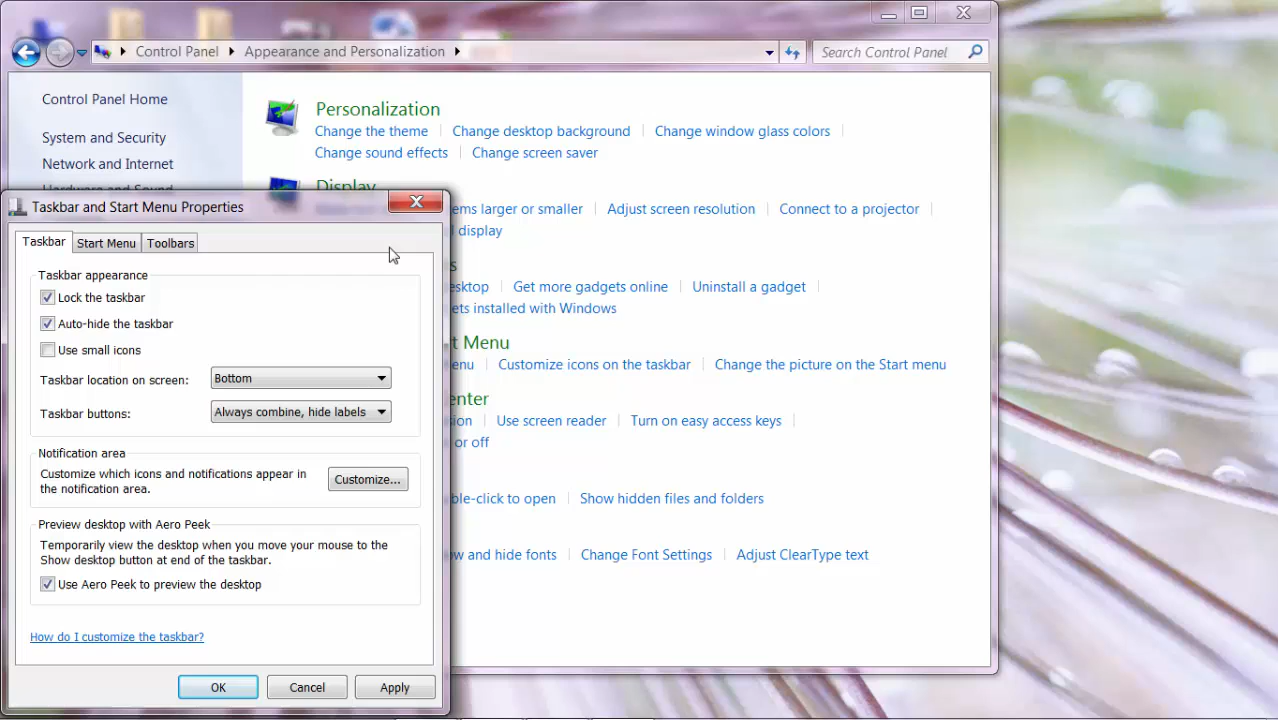 Control Panel Appearance and Personalization
Search Control Panel
Control Panel Home
System and Security
Network and Internet
Hardware and Sound
Personalization
Change the theme Change desktop background Change window glass colors
Change sound effects Change screen saver
Display
ems larger or smaller Adjust screen resolution Connect to a projector
display
s
esktop Get more gadgets online Uninstall a gadget
ets installed with Windows
t Menu
enu Customize icons on the taskbar Change the picture on the Start menu
enter
sion Use screen reader Turn on easy access keys
or off
ble-click to open Show hidden files and folders
ow and hide fonts Change Font Settings Adjust ClearType text
Taskbar and Start Menu Properties
Taskbar Start Menu Toolbars
Taskbar appearance
Lock the taskbar
Auto-hide the taskbar
Use small icons
Taskbar location on screen: Bottom
Taskbar buttons: Always combine, hide labels
Notification area
Customize which icons and notifications appear in
the notification area.
Customize...
Preview desktop with Aero Peek
Temporarily view the desktop when you move your mouse to the
Show desktop button at end of the taskbar.
Use Aero Peek to preview the desktop
How do I customize the taskbar?
OK Cancel Apply